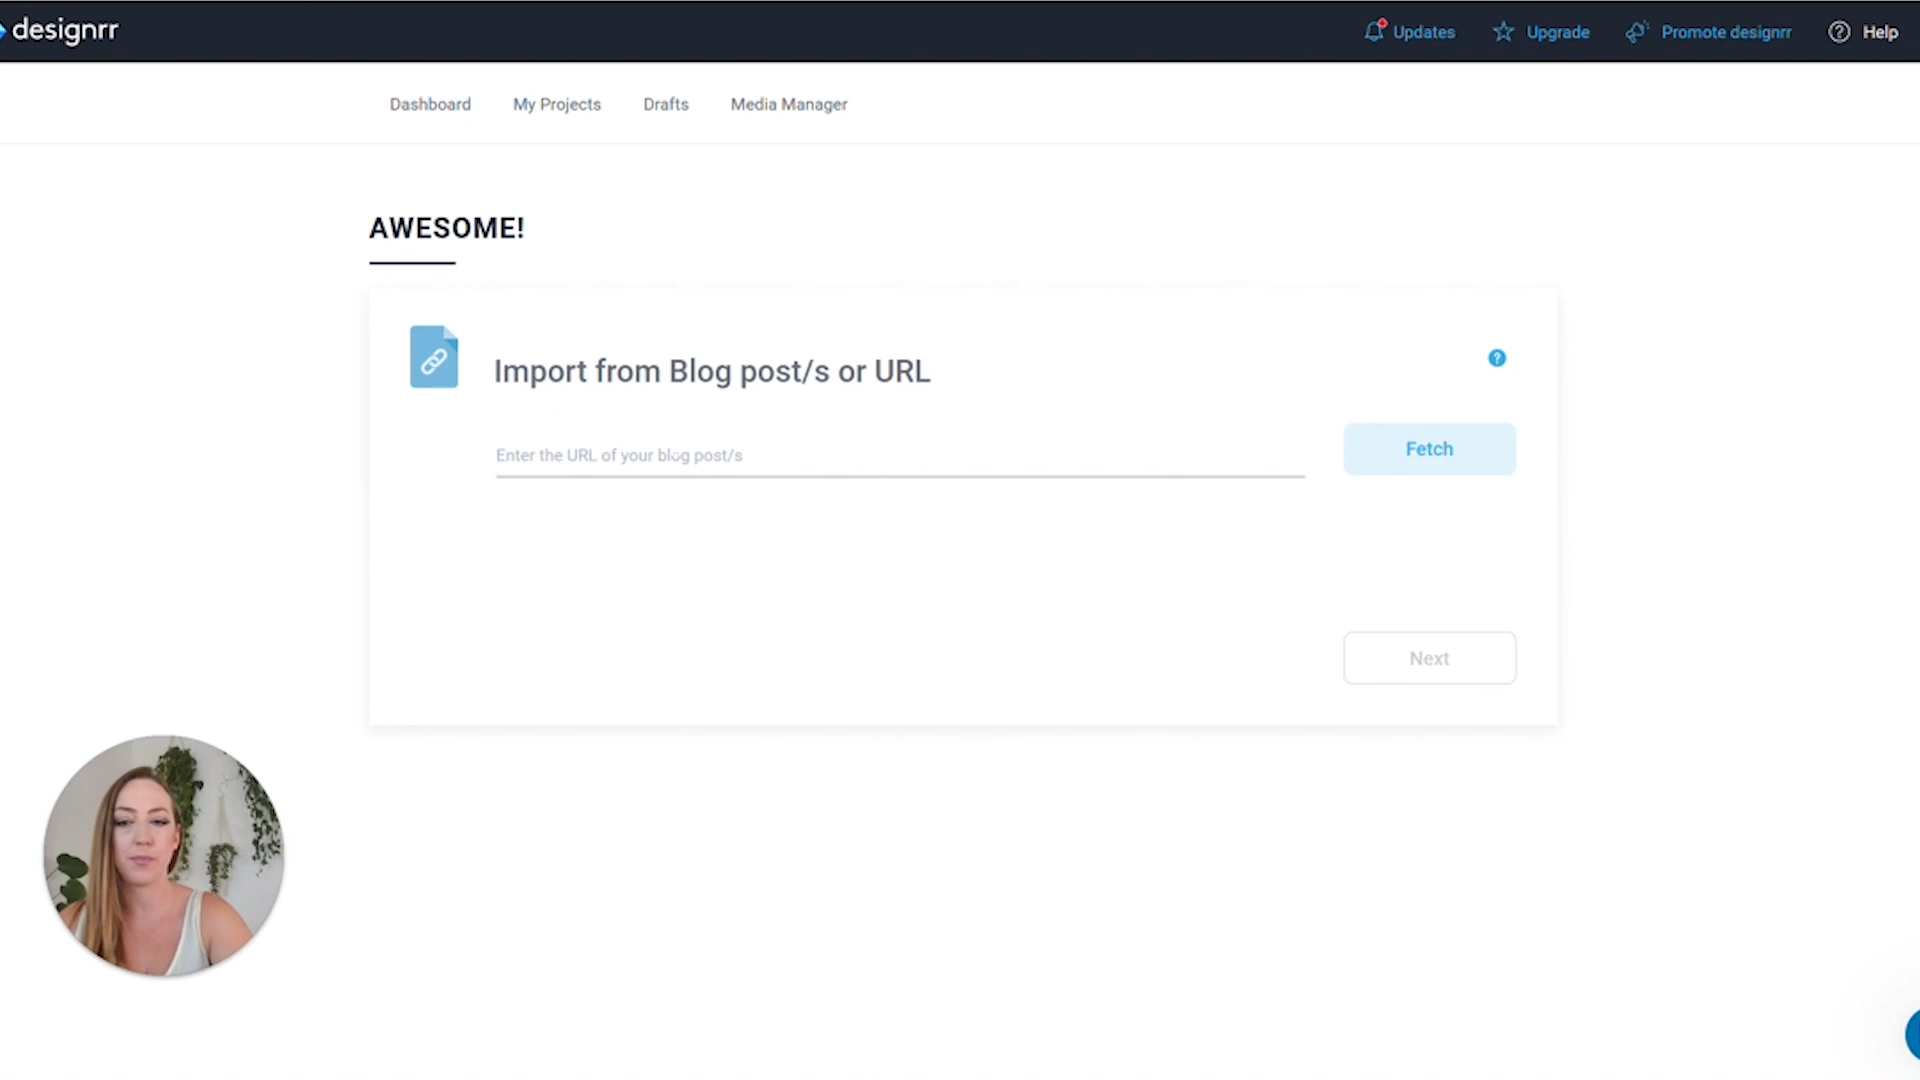 designrr
Updates
Upgrade
Promote designrr
? Help
Dashboard
My Projects
Drafts
Media Manager
AWESOME!
Import from Blog post/s or URL
?
Enter the URL of your blog post/s
Fetch
Next